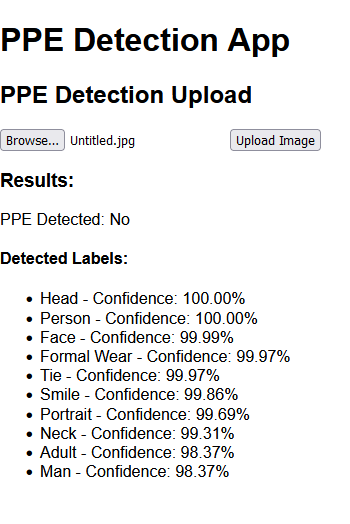 PPE Detection App
PPE Detection Upload
Browse... Untitled.jpg Upload Image
Results:
PPE Detected: No
Detected Labels:
• Head - Confidence: 100.00%
• Person - Confidence: 100.00%
• Face - Confidence: 99.99%
• Formal Wear - Confidence: 99.97%
• Tie - Confidence: 99.97%
• Smile - Confidence: 99.86%
• Portrait - Confidence: 99.69%
• Neck - Confidence: 99.31%
• Adult - Confidence: 98.37%
• Man - Confidence: 98.37%